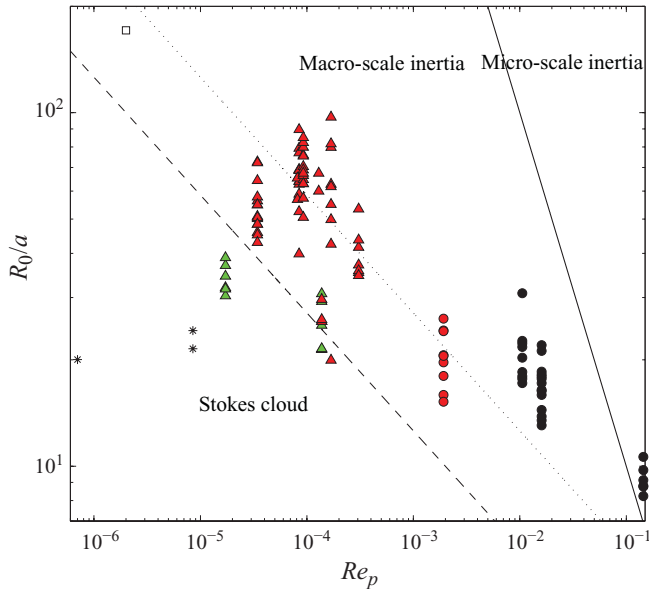 Macro-scale inertia
Micro-scale inertia
10^2
R_0/a
Stokes cloud
10^1
10^{-6}
10^{-5}
10^{-4}
10^{-3}
10^{-2}
10^{-1}
Re_p